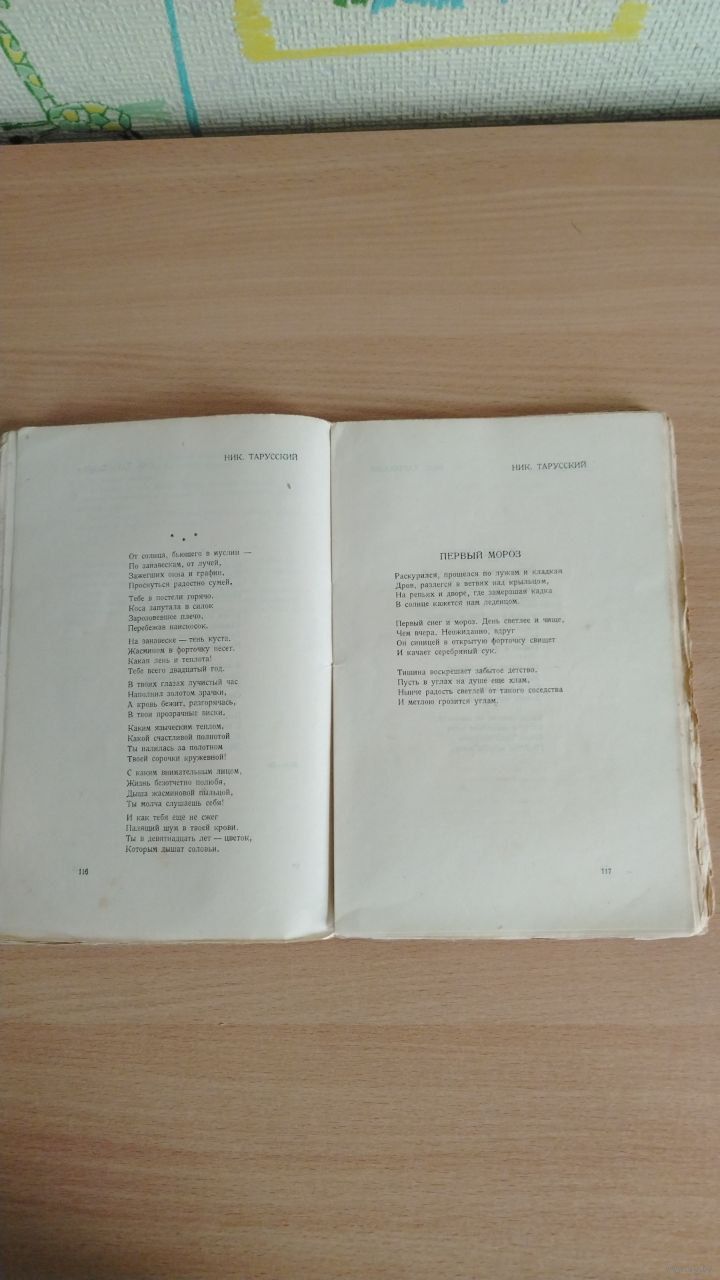 НИК. ТАРУССКИЙ
* * *
От солнца, бьющего в муслин —
По занавескам, от лучей,
Зажегших окна и графин,
Проснуться радостно сумей,
Тебе в постели горячо.
Коса запутала в силок
Зарозовевшее плечо,
Перебежав наискосок.
На занавеске — тень куста.
Жасмином в форточку несет.
Какая лень и теплота!
Тебе всего двадцатый год.
В твоих глазах лучистый час
Наполнил золотом зрачки,
А кровь бежит, разгорячась,
В твои прозрачные виски.
Каким языческим теплом,
Какой счастливой полнотой
Ты налилась за полотном
Твоей сорочки кружевной!
С каким внимательным лицом,
Жизнь безотчетно полюбя,
Дыша жасминовой пыльцой,
Ты молча слушаешь себя!
И как тебя еще не сжег
Палящий шум в твоей крови.
Ты в девятнадцать лет — цветок,
Которым дышат соловьи.
116
НИК. ТАРУССКИЙ
ПЕРВЫЙ МОРОЗ
Раскурился, прошелся по лужам и кладкам
Дров, разлегся в ветвях над крыльцом,
На репьях и дворе, где замерзшая кадка
В солнце кажется нам леденцом.
Первый снег и мороз. День светлее и чище,
Чем вчера. Неожиданно, вдруг
Он синицей в открытую форточку свищет
И качает серебряный сук.
Тишина воскрешает забытое детство.
Пусть в углах на душе еще хлам,
Нынче радость светлей от такого соседства
И метлою грозится углам.
117